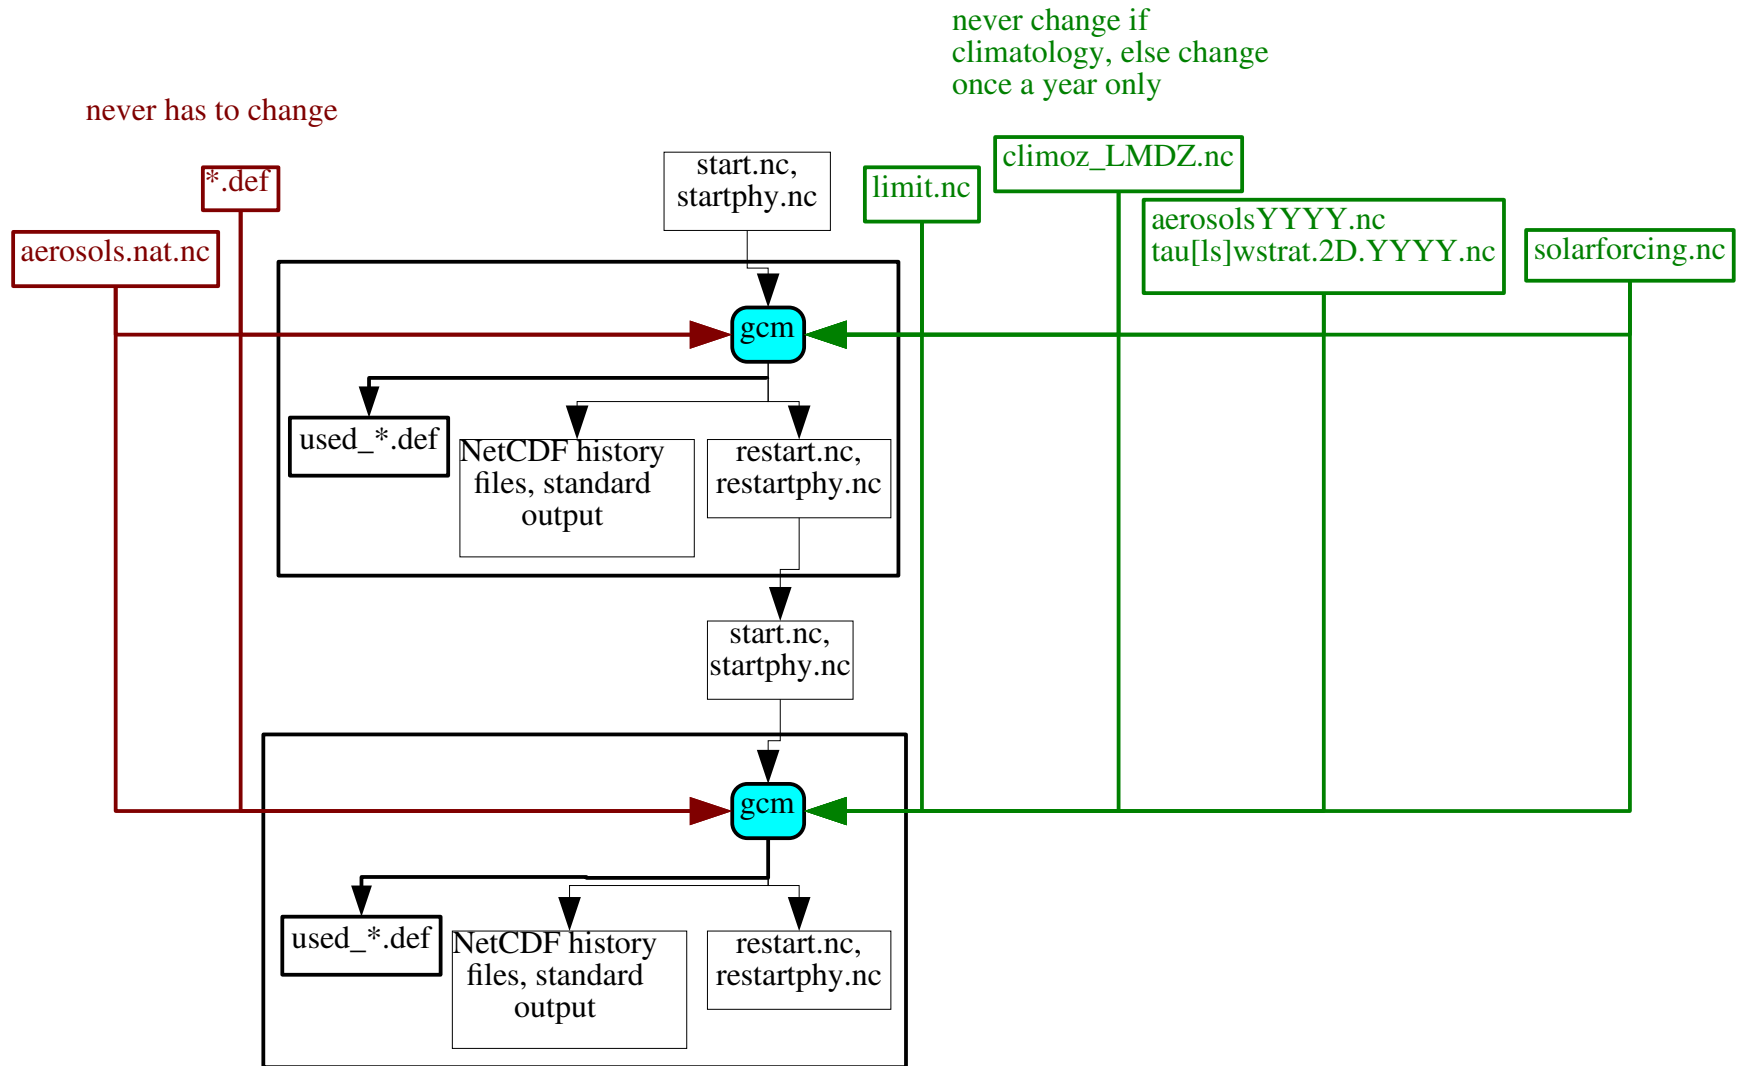 never change if
climatology, else change
once a year only
never has to change
*.def
start.nc,
startphy.nc
limit.nc
climoz_LMDZ.nc
aerosols.nat.nc
aerosolsYYYY.nc
tau[ls]wstrat.2D.YYYY.nc
solarforcing.nc
gcm
used_*.def
NetCDF history
files, standard
output
restart.nc,
restartphy.nc
start.nc,
startphy.nc
gcm
used_*.def
NetCDF history
files, standard
output
restart.nc,
restartphy.nc